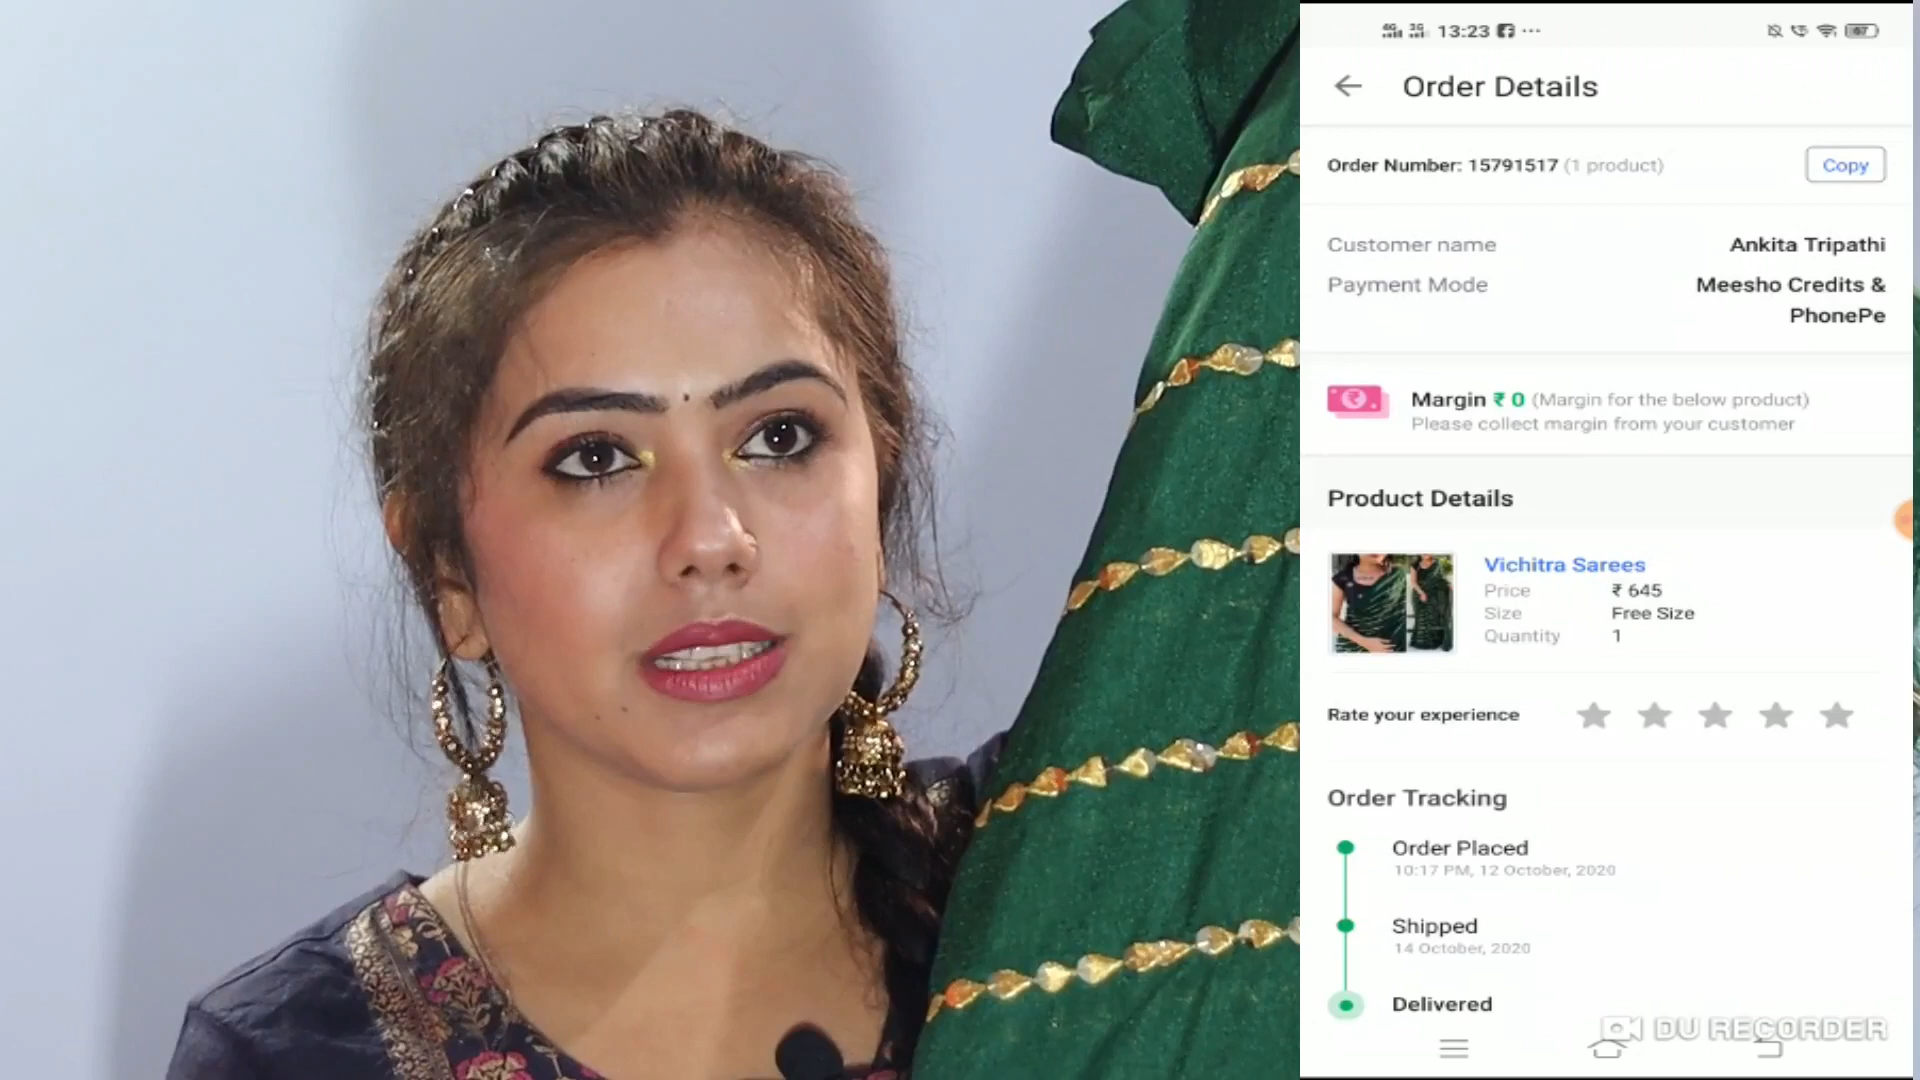 4G 3G 13:23 ...
67
Order Details
Order Number: 15791517 (1 product)
Copy
Customer name
Ankita Tripathi
Payment Mode
Meesho Credits &
PhonePe
Margin ₹ 0 (Margin for the below product)
Please collect margin from your customer
Product Details
Vichitra Sarees
Price ₹ 645
Size Free Size
Quantity 1
Rate your experience
Order Tracking
Order Placed
10:17 PM, 12 October, 2020
Shipped
14 October, 2020
Delivered
DU RECORDER